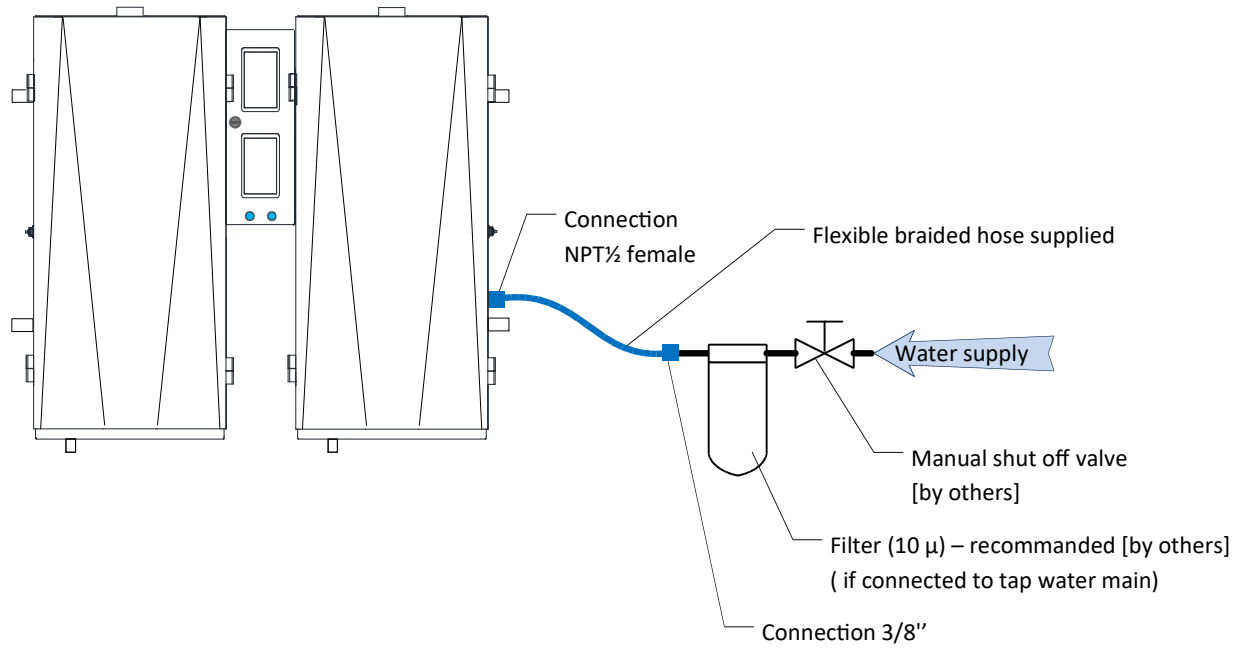 Connection
NPT½ female
Flexible braided hose supplied
Water supply
Manual shut off valve
[by others]
Filter (10 µ) – recommanded [by others]
( if connected to tap water main)
Connection 3/8''